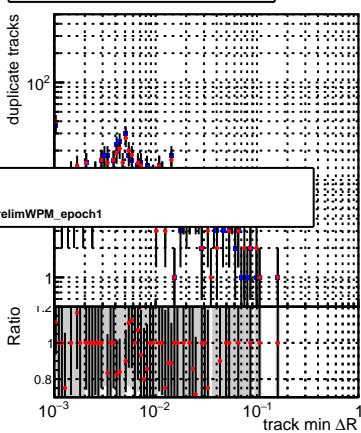 duplicate tracks
10²
relimWPM_epoch1
1
1.2
Ratio
1
0.8
10⁻³
10⁻²
10⁻¹
1
track min ΔR